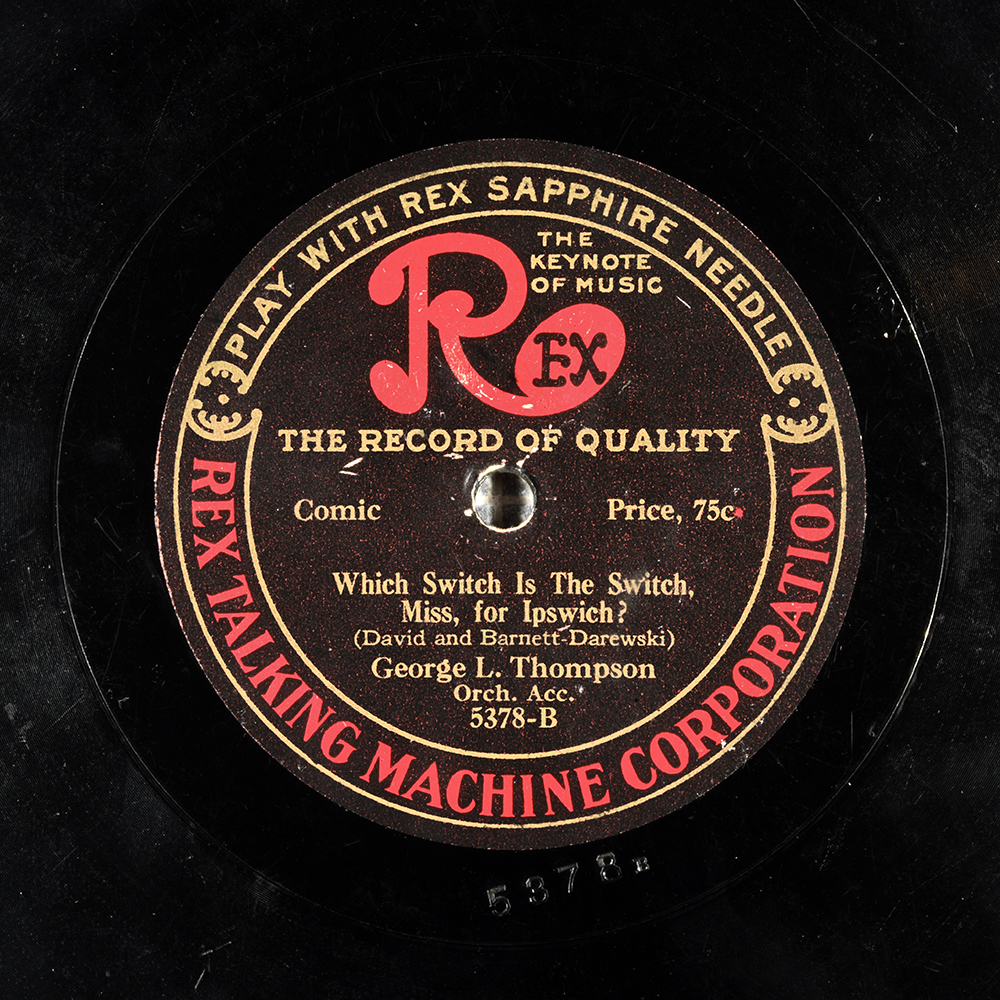 PLAY WITH REX SAPPHIRE NEEDLE
THE
KEYNOTE
OF MUSIC
REX
THE RECORD OF QUALITY
Comic
Price, 75c.
Which Switch Is The Switch,
Miss, for Ipswich?
(David and Barnett-Darewski)
George L. Thompson
Orch. Acc.
5378-B
REX TALKING MACHINE CORPORATION
5378B